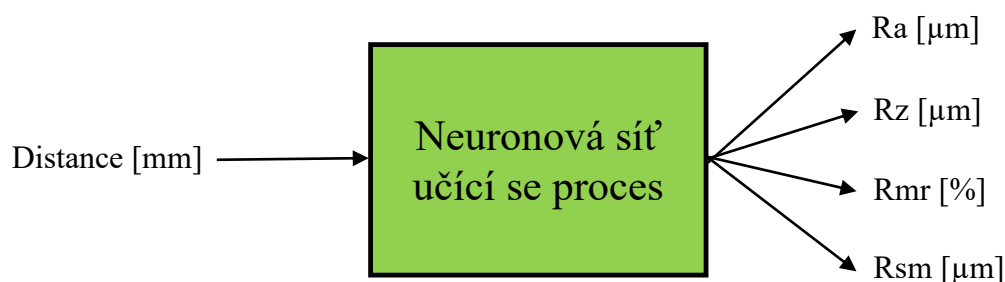 Distance [mm]
Neuronová síť
učící se proces
Ra [µm]
Rz [µm]
Rmr [%]
Rsm [µm]